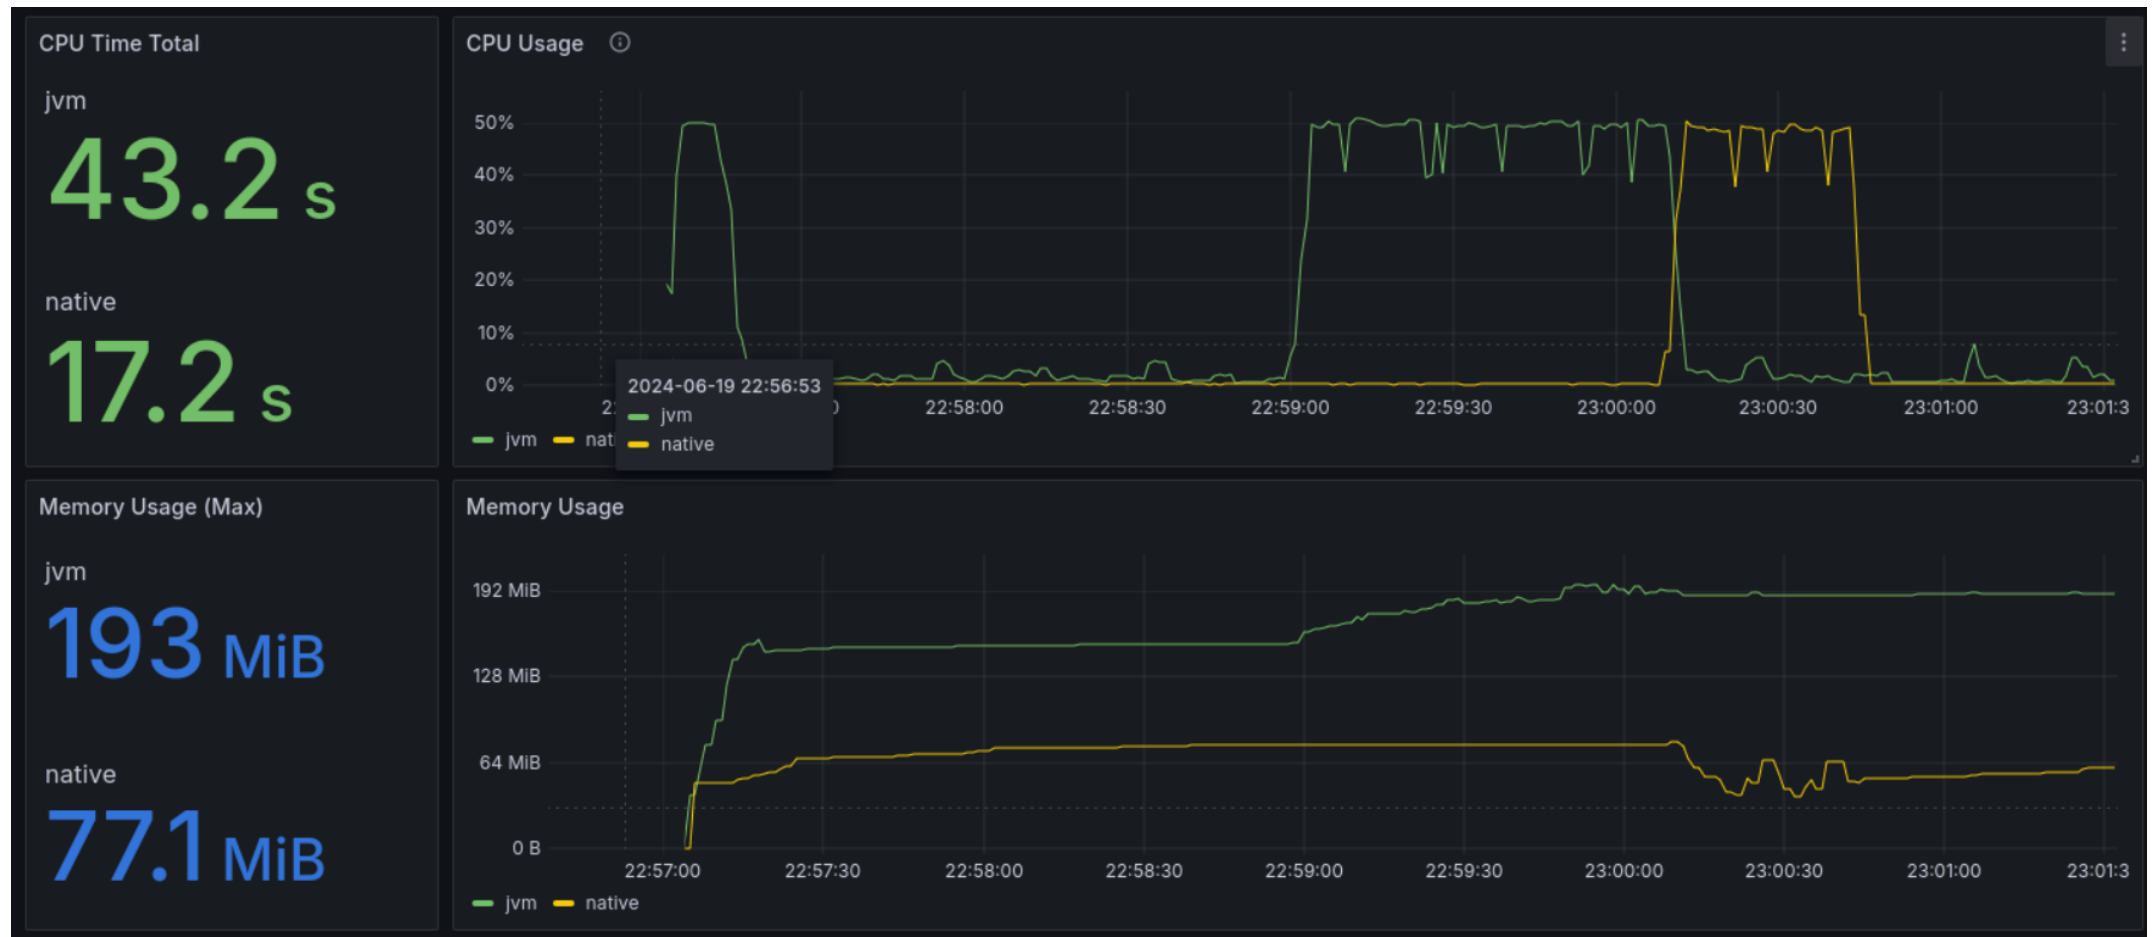 CPU Time Total
jvm
43.2 s
native
17.2 s
CPU Usage
50%
40%
30%
20%
10%
0%
22:58:00 22:58:30 22:59:00 22:59:30 23:00:00 23:00:30 23:01:00 23:01:3
jvm
2024-06-19 22:56:53
jvm
native
Memory Usage (Max)
jvm
193 MiB
native
77.1 MiB
Memory Usage
192 MiB
128 MiB
64 MiB
0 B
22:57:00 22:57:30 22:58:00 22:58:30 22:59:00 22:59:30 23:00:00 23:00:30 23:01:00 23:01:3
jvm native